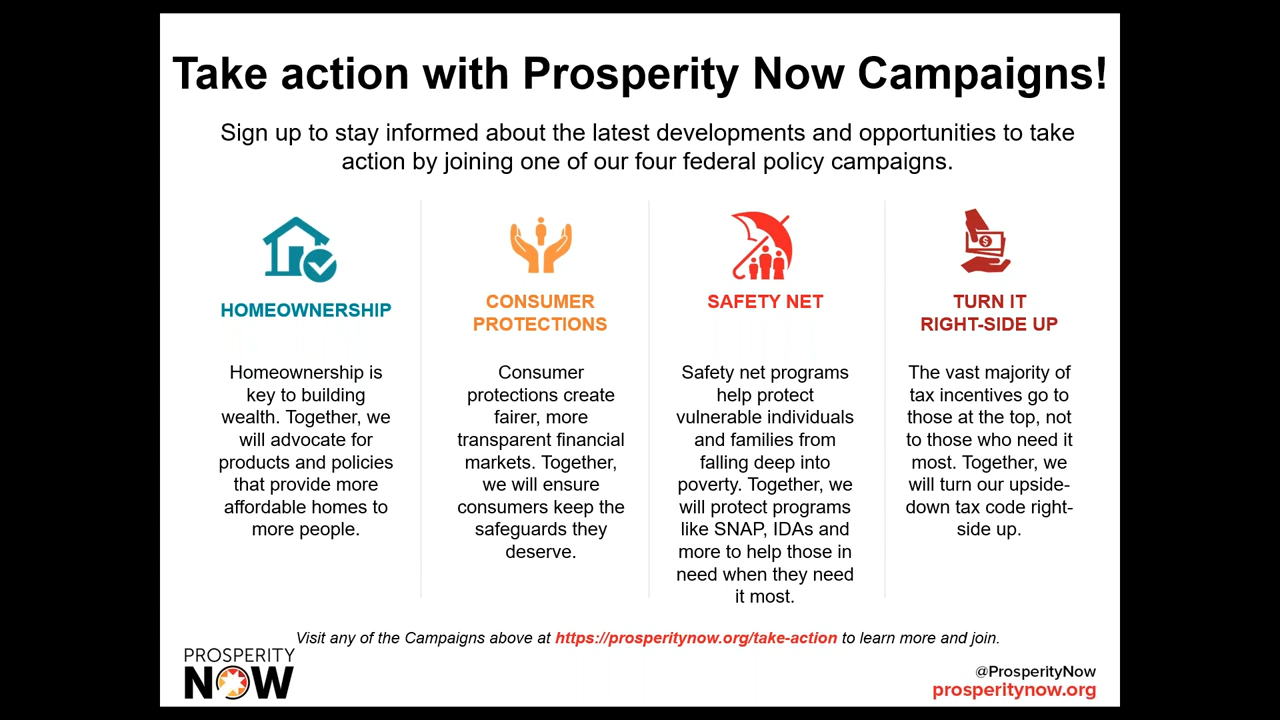 Take action with Prosperity Now Campaigns!
Sign up to stay informed about the latest developments and opportunities to take
action by joining one of our four federal policy campaigns.
HOMEOWNERSHIP
Homeownership is
key to building
wealth. Together, we
will advocate for
products and policies
that provide more
affordable homes to
more people.
CONSUMER
PROTECTIONS
Consumer
protections create
fairer, more
transparent financial
markets. Together,
we will ensure
consumers keep the
safeguards they
deserve.
SAFETY NET
Safety net programs
help protect
vulnerable individuals
and families from
falling deep into
poverty. Together, we
will protect programs
like SNAP, IDAs and
more to help those in
need when they need
it most.
TURN IT
RIGHT-SIDE UP
The vast majority of
tax incentives go to
those at the top, not
to those who need it
most. Together, we
will turn our upside-
down tax code right-
side up.
Visit any of the Campaigns above at https://prosperitynow.org/take-action to learn more and join.
PROSPERITY
NOW
@ProsperityNow
prosperitynow.org